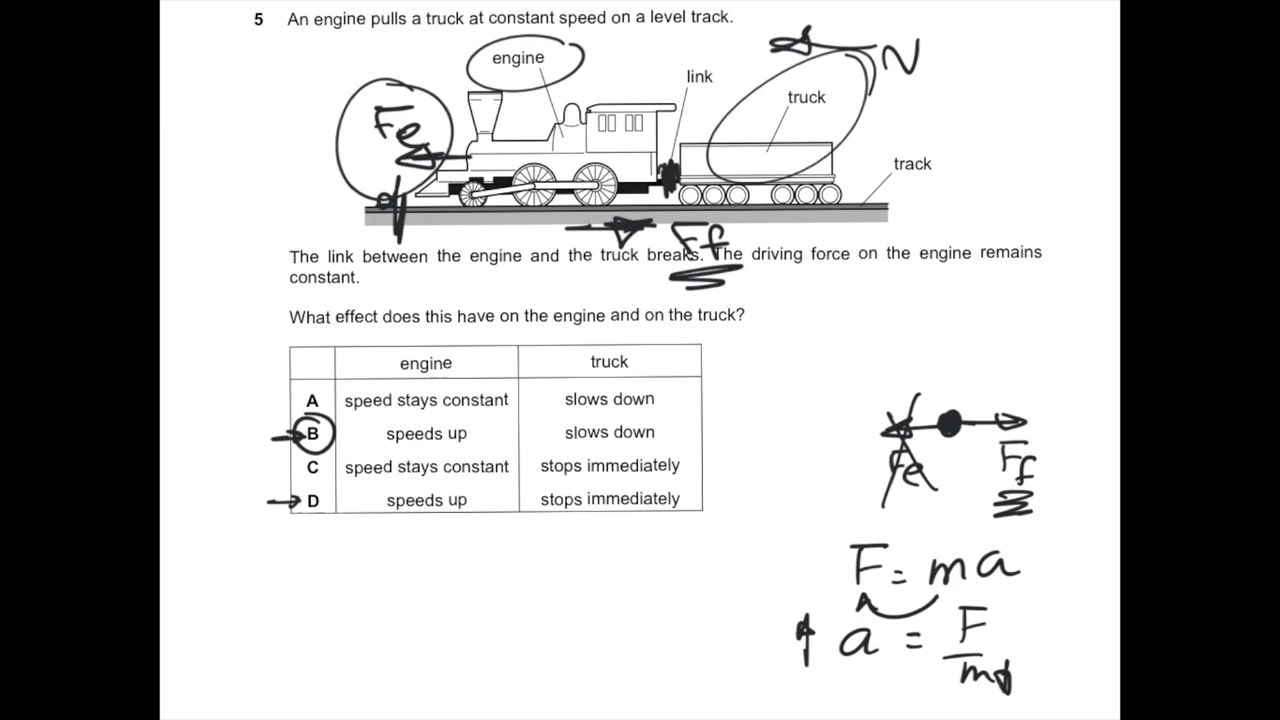 5 An engine pulls a truck at constant speed on a level track.
engine
link
truck
track
N
Fe
Ff
The link between the engine and the truck breaks. The driving force on the engine remains
constant.
What effect does this have on the engine and on the truck?
engine truck
A speed stays constant slows down
B speeds up slows down
C speed stays constant stops immediately
D speeds up stops immediately
Fe
Ff
F = ma
a = F
m